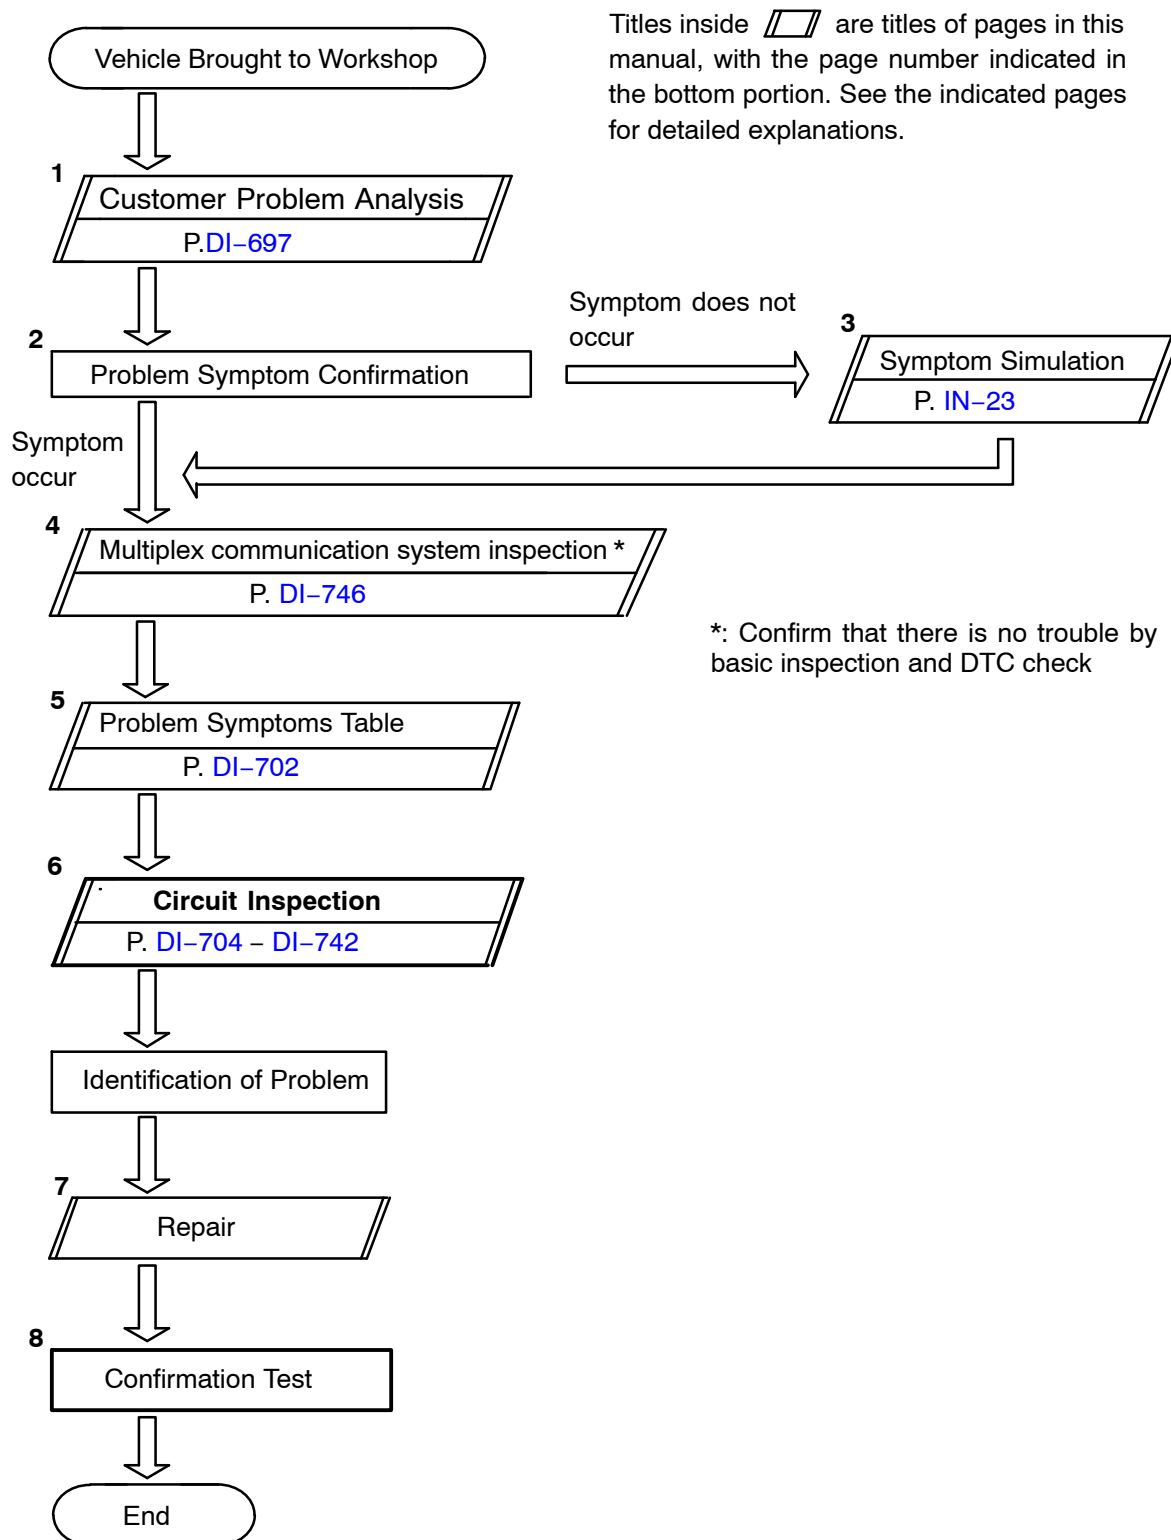 Vehicle Brought to Workshop
Titles inside are titles of pages in this
manual, with the page number indicated in
the bottom portion. See the indicated pages
for detailed explanations.
1
Customer Problem Analysis
P.DI–697
2
Problem Symptom Confirmation
Symptom does not
occur
3
Symptom Simulation
P. IN–23
Symptom
occur
4
Multiplex communication system inspection *
P. DI–746
*: Confirm that there is no trouble by
basic inspection and DTC check
5
Problem Symptoms Table
P. DI–702
6
Circuit Inspection
P. DI–704 – DI–742
Identification of Problem
7
Repair
8
Confirmation Test
End